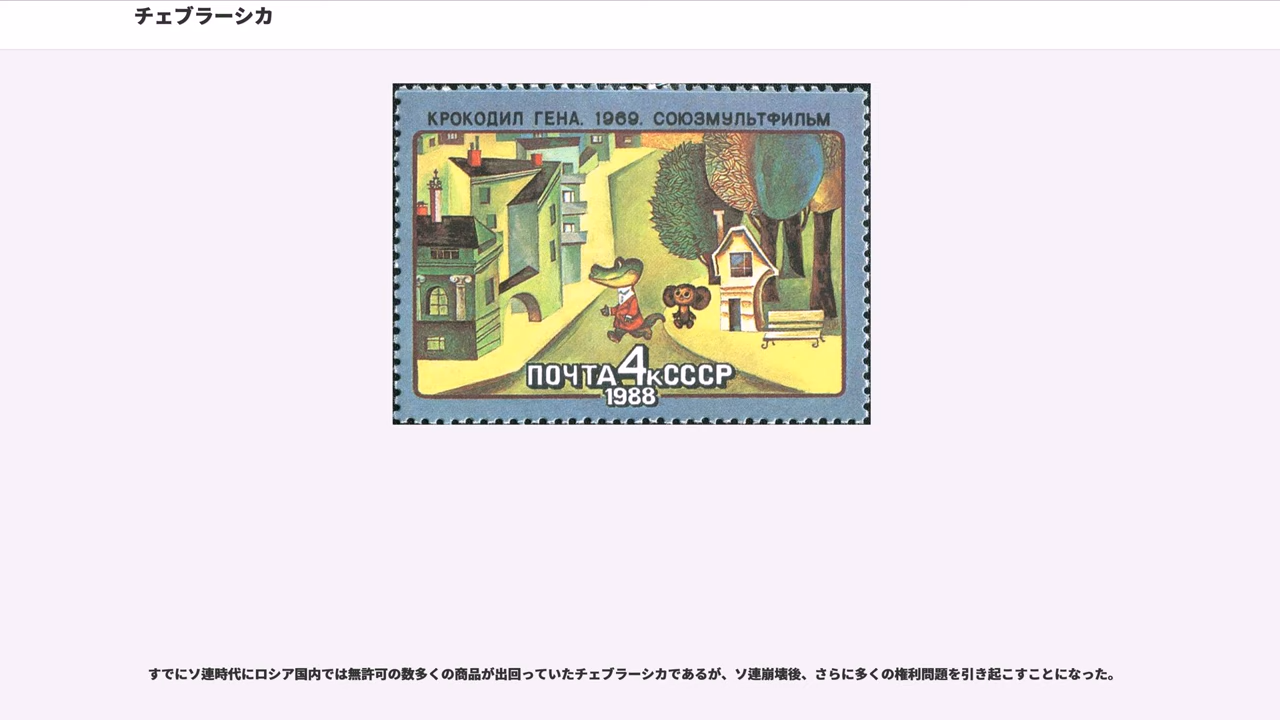 チェブラーシカ
КРОКОДИЛ ГЕНА. 1969. СОЮЗМУЛЬТФИЛЬМ
ПОЧТА 4к СССР
1988
すでにソ連時代にロシア国内では無許可の数多くの商品が出回っていたチェブラーシカであるが、ソ連崩壊後、さらに多くの権利問題を引き起こすことになった。